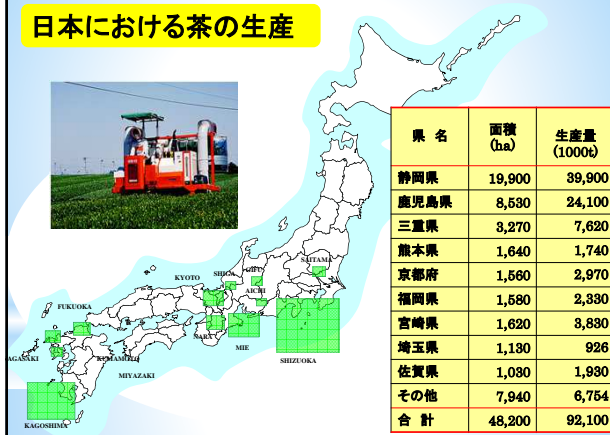 日本における茶の生産
県 名 面積 (ha) 生産量 (1000t)
静岡県 19,900 39,900
鹿児島県 8,530 24,100
三重県 3,270 7,620
熊本県 1,640 1,740
京都府 1,560 2,970
福岡県 1,580 2,330
宮崎県 1,620 3,830
埼玉県 1,130 926
佐賀県 1,030 1,930
その他 7,940 6,754
合 計 48,200 92,100
SAITAMA
GIFU
SHIGA
KYOTO
AICHI
FUKUOKA
NARA
MIE
SHIZUOKA
AGASAKI
KUMAMOTO
MIYAZAKI
KAGOSHIMA